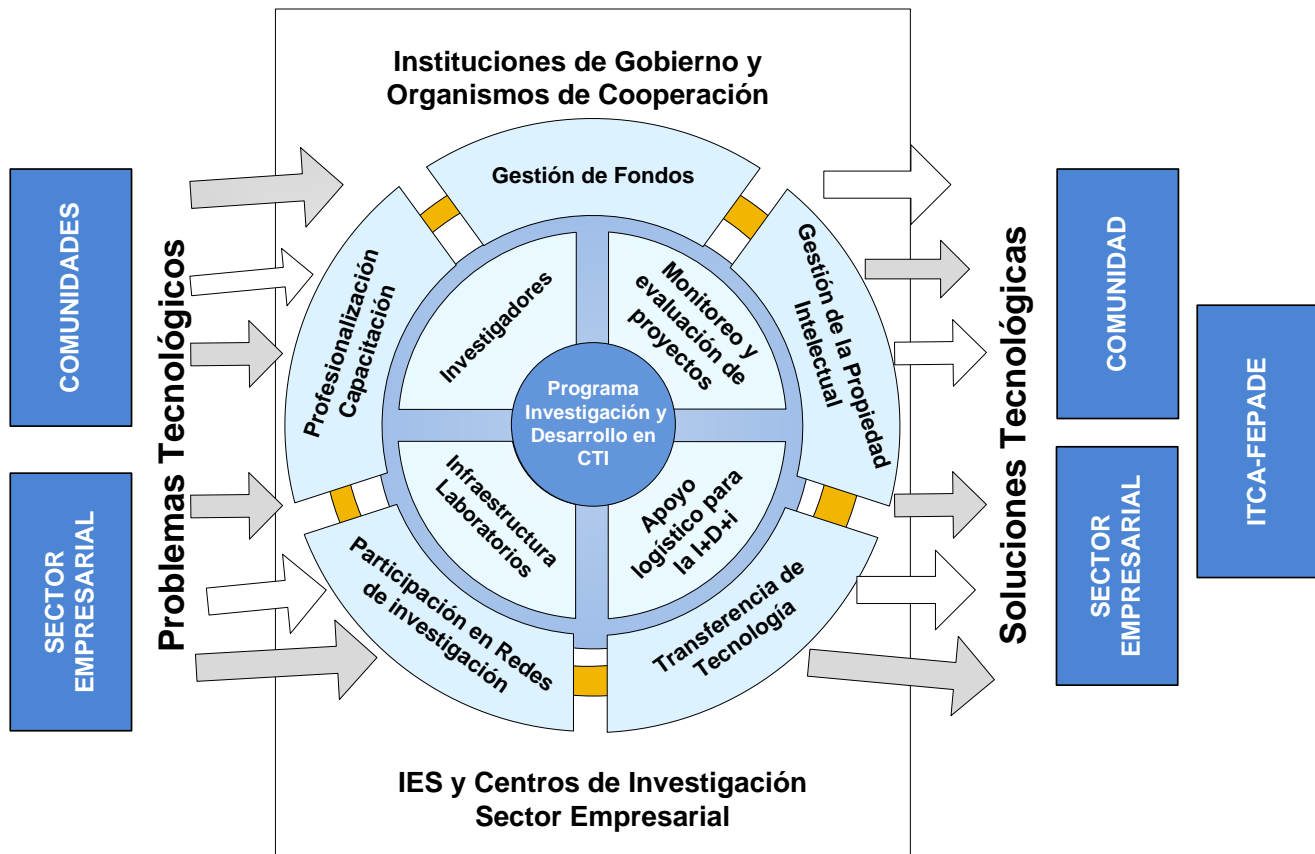 Instituciones de Gobierno y
Organismos de Cooperación
COMUNIDADES
SECTOR
EMPRESARIAL
Problemas Tecnológicos
Gestión de Fondos
Profesionalización
Capacitación
Gestión de la Propiedad
Intelectual
Participación en Redes
de investigación
Transferencia de
Tecnología
Investigadores
Monitoreo y
evaluación de
proyectos
Programa
Investigación y
Desarrollo en
CTI
Infraestructura
Laboratorios
Apoyo
logístico para
la I+D+i
Soluciones Tecnológicas
COMUNIDAD
SECTOR
EMPRESARIAL
ITCA-FEPADE
IES y Centros de Investigación
Sector Empresarial